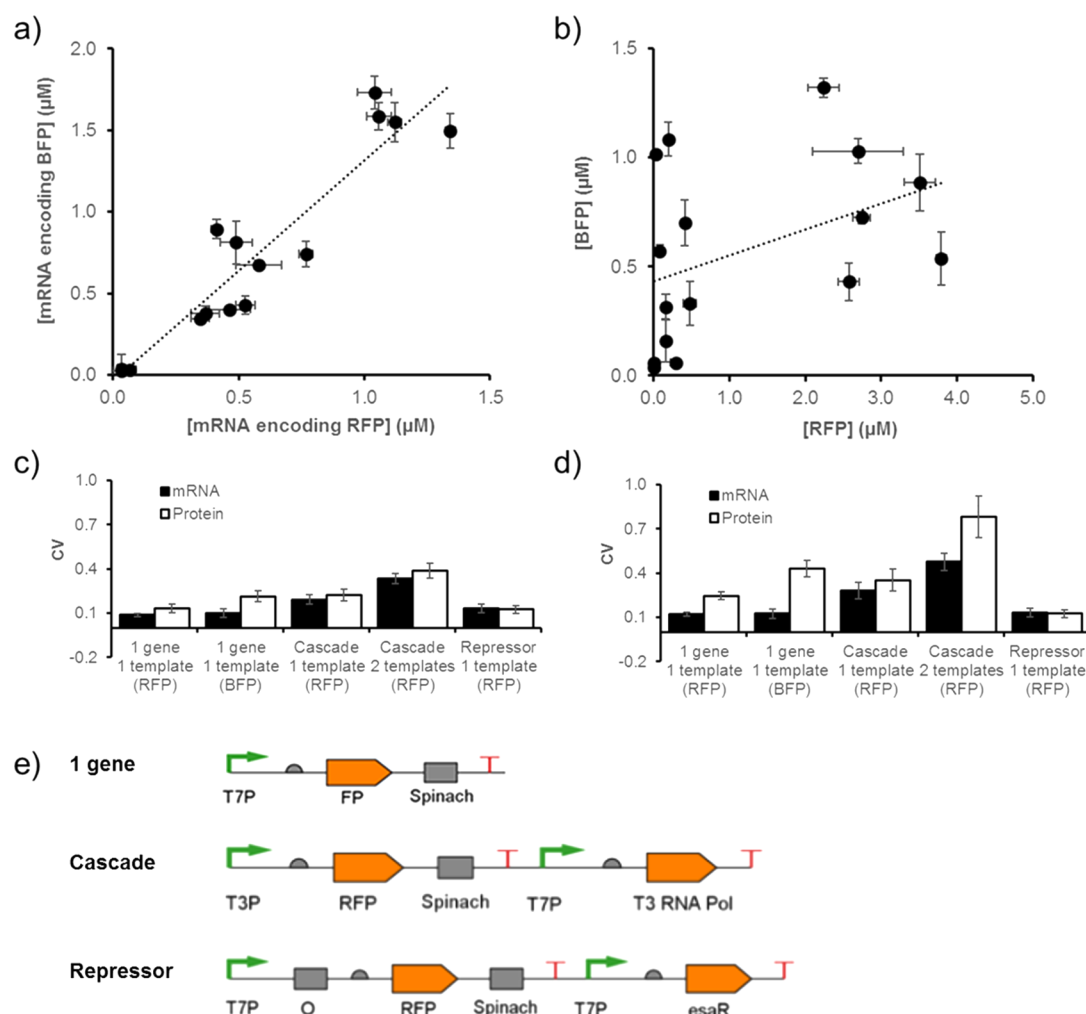 a)
2.0
1.5
1.0
0.5
0.0
0.0 0.5 1.0 1.5
[mRNA encoding BFP] (µM)
[mRNA encoding RFP] (µM)
b)
1.5
1.0
0.5
0.0
0.0 1.0 2.0 3.0 4.0 5.0
[BFP] (µM)
[RFP] (µM)
c)
1.0
0.7
0.4
0.1
-0.2
CV
mRNA
Protein
1 gene 1 gene Cascade Cascade Repressor
1 template 1 template 1 template 2 templates 1 template
(RFP) (BFP) (RFP) (RFP) (RFP)
d)
1.0
0.7
0.4
0.1
-0.2
CV
mRNA
Protein
1 gene 1 gene Cascade Cascade Repressor
1 template 1 template 1 template 2 templates 1 template
(RFP) (BFP) (RFP) (RFP) (RFP)
e)
1 gene
T7P FP Spinach
Cascade
T3P RFP Spinach T7P T3 RNA Pol
Repressor
T7P O RFP Spinach T7P esaR